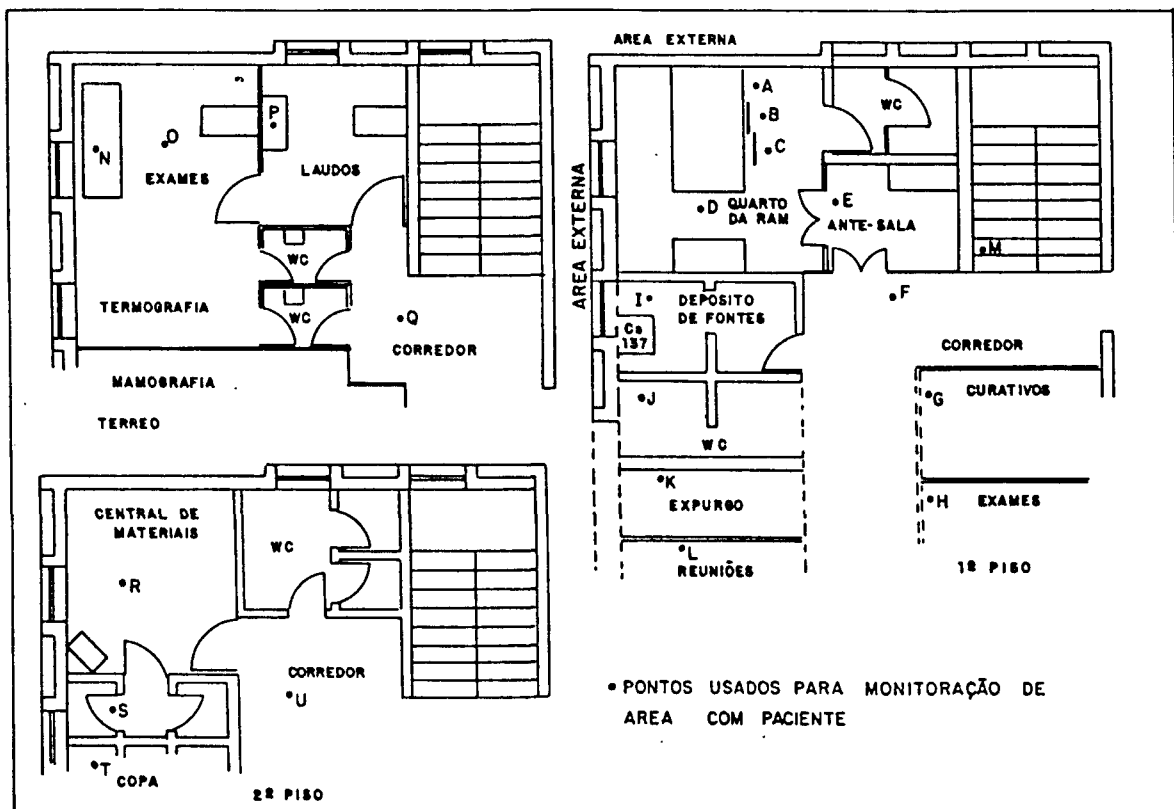 N
O
EXAMES
P
LAUDOS
WC
WC
TERMOGRAFIA
Q
CORREDOR
MAMOGRAFIA
TERREO
AREA EXTERNA
AREA EXTERNA
A
B
C
WC
D
QUARTO
DA RAM
E
ANTE-SALA
M
F
I
DEPOSITO
DE FONTES
Cs
137
CORREDOR
CURATIVOS
G
J
WC
K
EXPURGO
H
EXAMES
L
REUNIÕES
1º PISO
CENTRAL DE
MATERIAIS
WC
R
CORREDOR
U
S
T
COPA
2º PISO
• PONTOS USADOS PARA MONITORAÇÃO DE
AREA COM PACIENTE